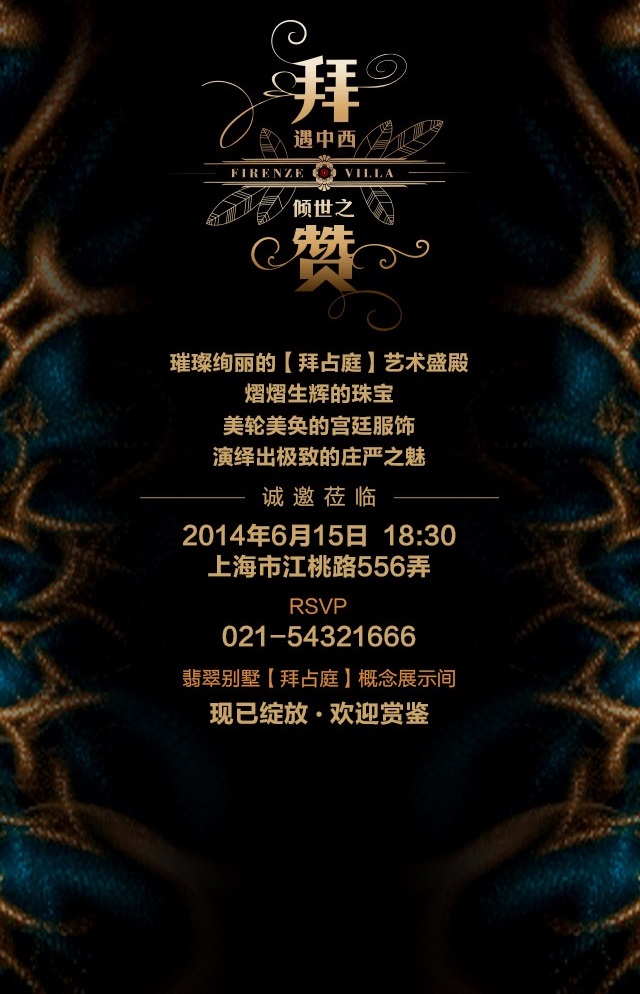 拜
遇中西
FIRENZE VILLA
倾世之
赞
璀璨绚丽的【拜占庭】艺术盛殿
熠熠生辉的珠宝
美轮美奂的宫廷服饰
演绎出极致的庄严之魅
诚邀莅临
2014年6月15日 18:30
上海市江桃路556弄
RSVP
021-54321666
翡翠别墅【拜占庭】概念展示间
现已绽放·欢迎赏鉴